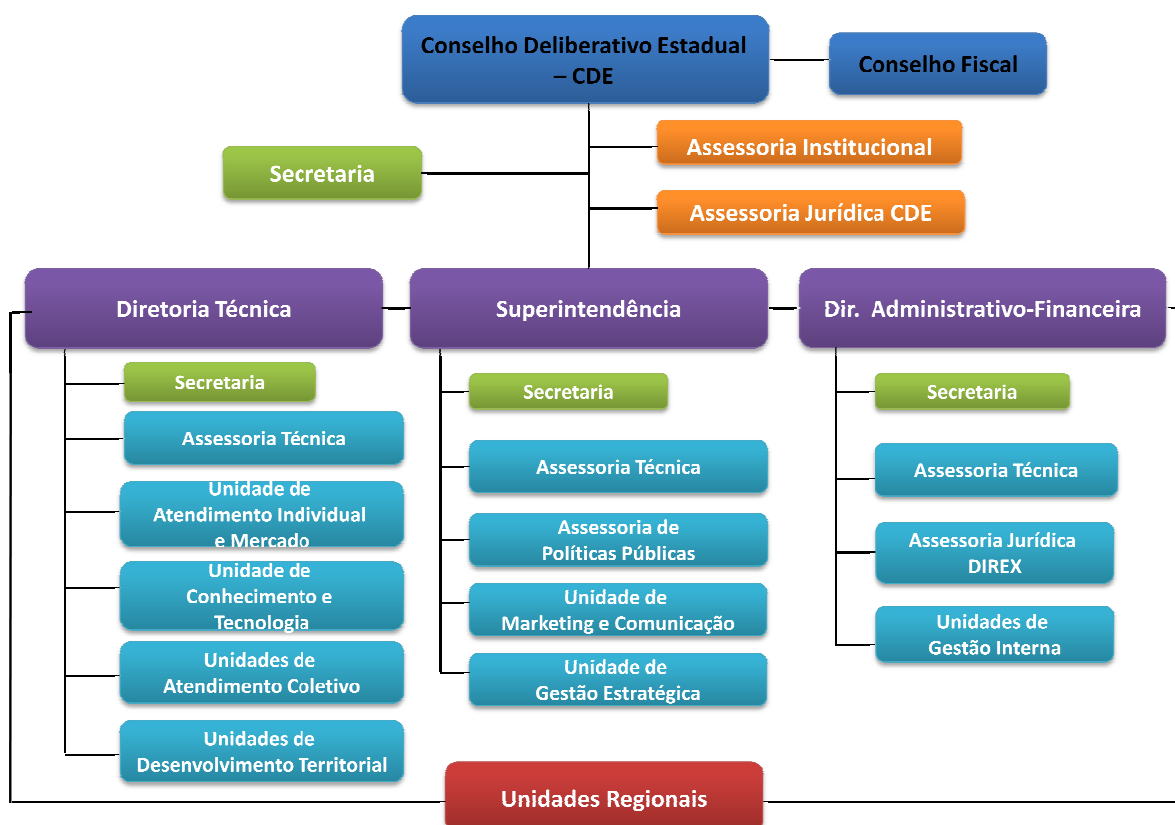 Conselho Deliberativo Estadual
– CDE
Conselho Fiscal
Assessoria Institucional
Secretaria
Assessoria Jurídica CDE
Diretoria Técnica
Superintendência
Dir. Administrativo-Financeira
Secretaria
Assessoria Técnica
Unidade de
Atendimento Individual
e Mercado
Unidade de
Conhecimento e
Tecnologia
Unidades de
Atendimento Coletivo
Unidades de
Desenvolvimento Territorial
Secretaria
Assessoria Técnica
Assessoria de
Políticas Públicas
Unidade de
Marketing e Comunicação
Unidade de
Gestão Estratégica
Secretaria
Assessoria Técnica
Assessoria Jurídica
DIREX
Unidades de
Gestão Interna
Unidades Regionais